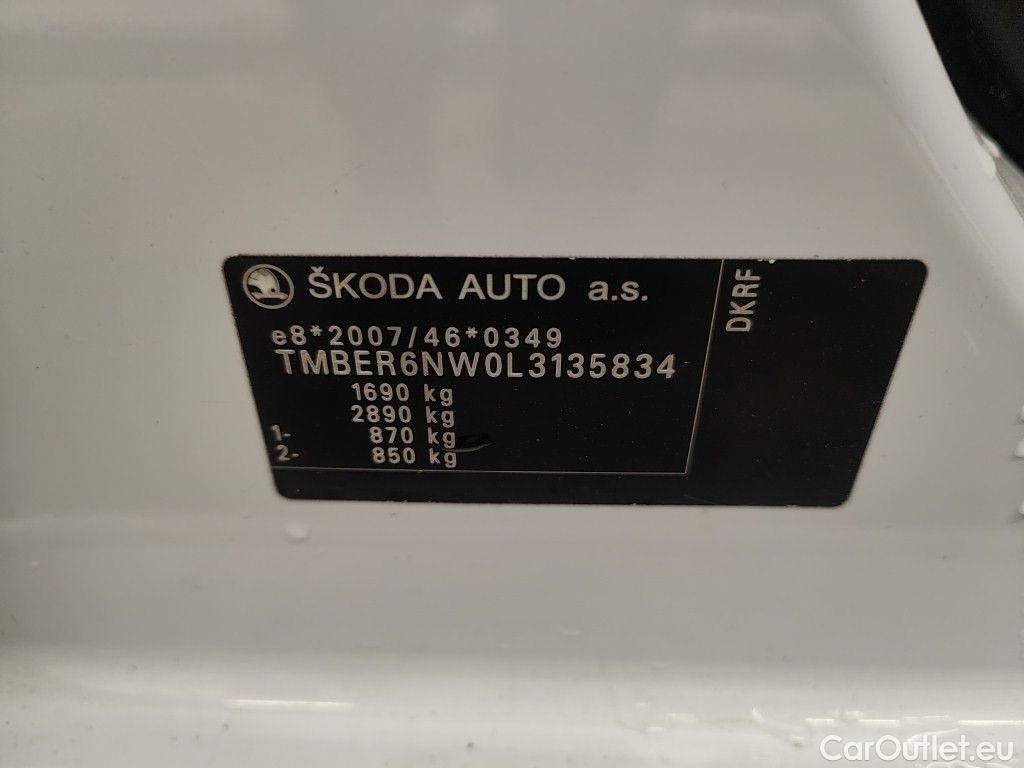 ŠKODA AUTO a.s.
e8*2007/46*0349
TMBER6NW0L3135834
1690 kg
2890 kg
1- 870 kg
2- 850 kg
DKRF
CarOutlet.eu